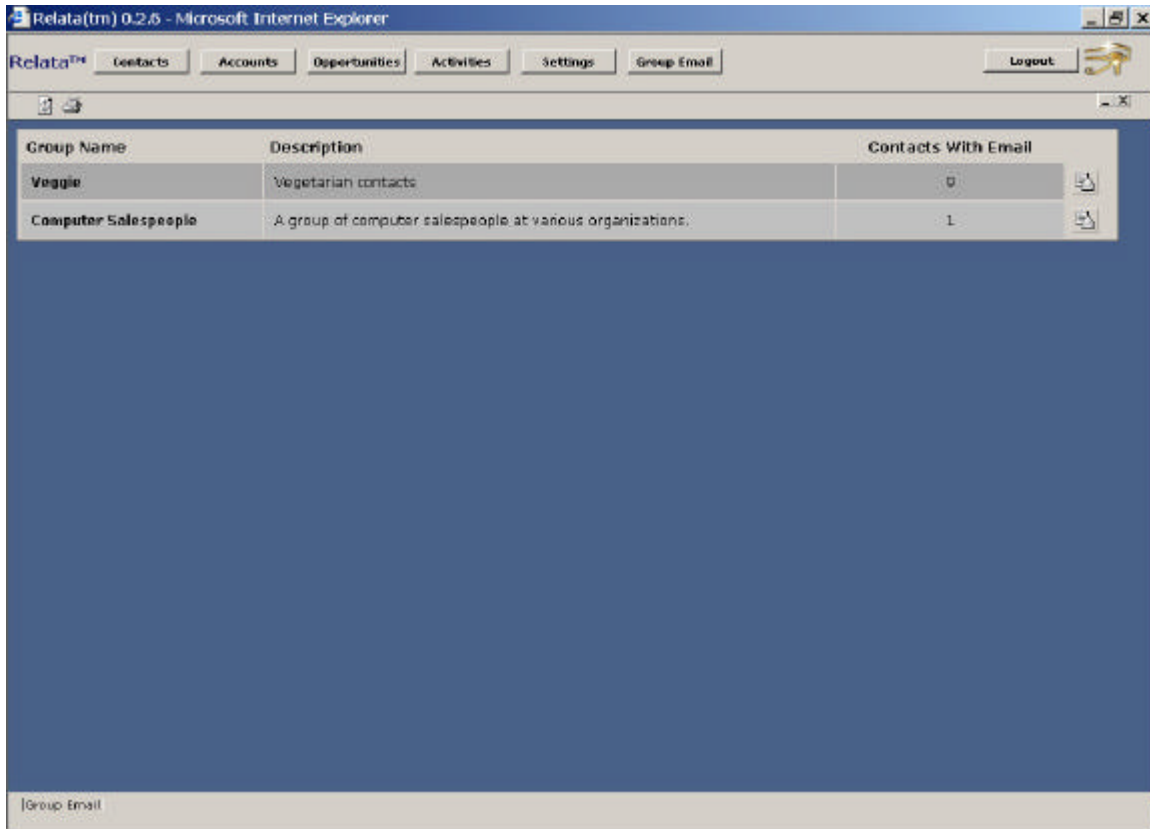 Relata(tm) 0.2.6 - Microsoft Internet Explorer
Relata™ Contacts Accounts Opportunities Activities Settings Group Email Logout
Group Name Description Contacts With Email
Veggie Vegetarian contacts 0
Computer Salespeople A group of computer salespeople at various organizations. 1
Group Email